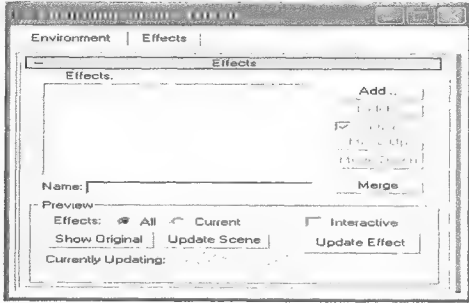 Environment Effects
Effects
Effects.
Add ..
Name:
Merge
Preview
Effects: All Current
Interactive
Show Original Update Scene
Update Effect
Currently Updating: